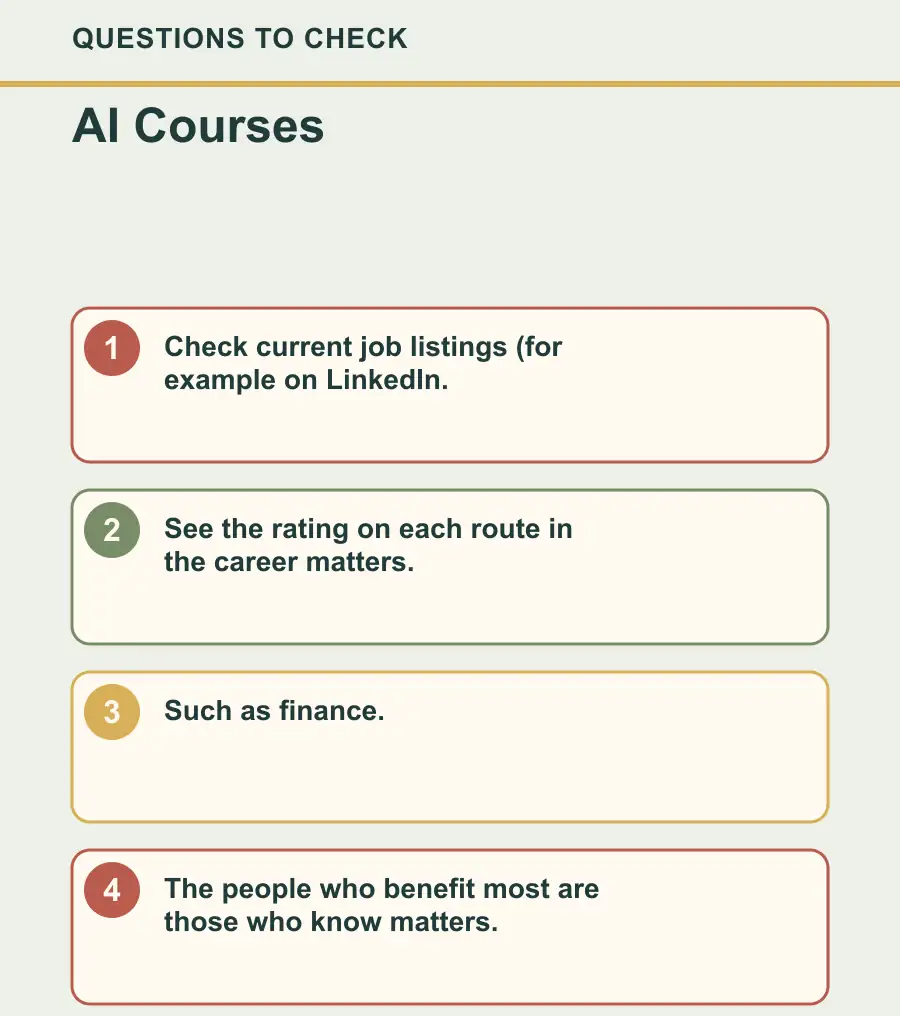 QUESTIONS TO CHECK
AI Courses
1
Check current job listings (for
example on LinkedIn.
2
See the rating on each route in
the career matters.
3
Such as finance.
4
The people who benefit most are
those who know matters.